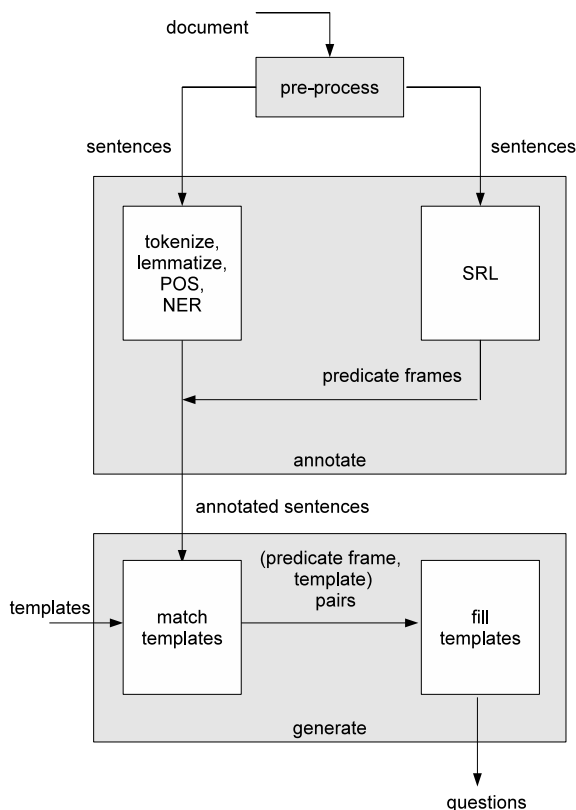 document
pre-process
sentences
sentences
tokenize,
lemmatize,
POS,
NER
SRL
predicate frames
annotate
annotated sentences
(predicate frame,
template)
pairs
templates
match
templates
fill
templates
generate
questions